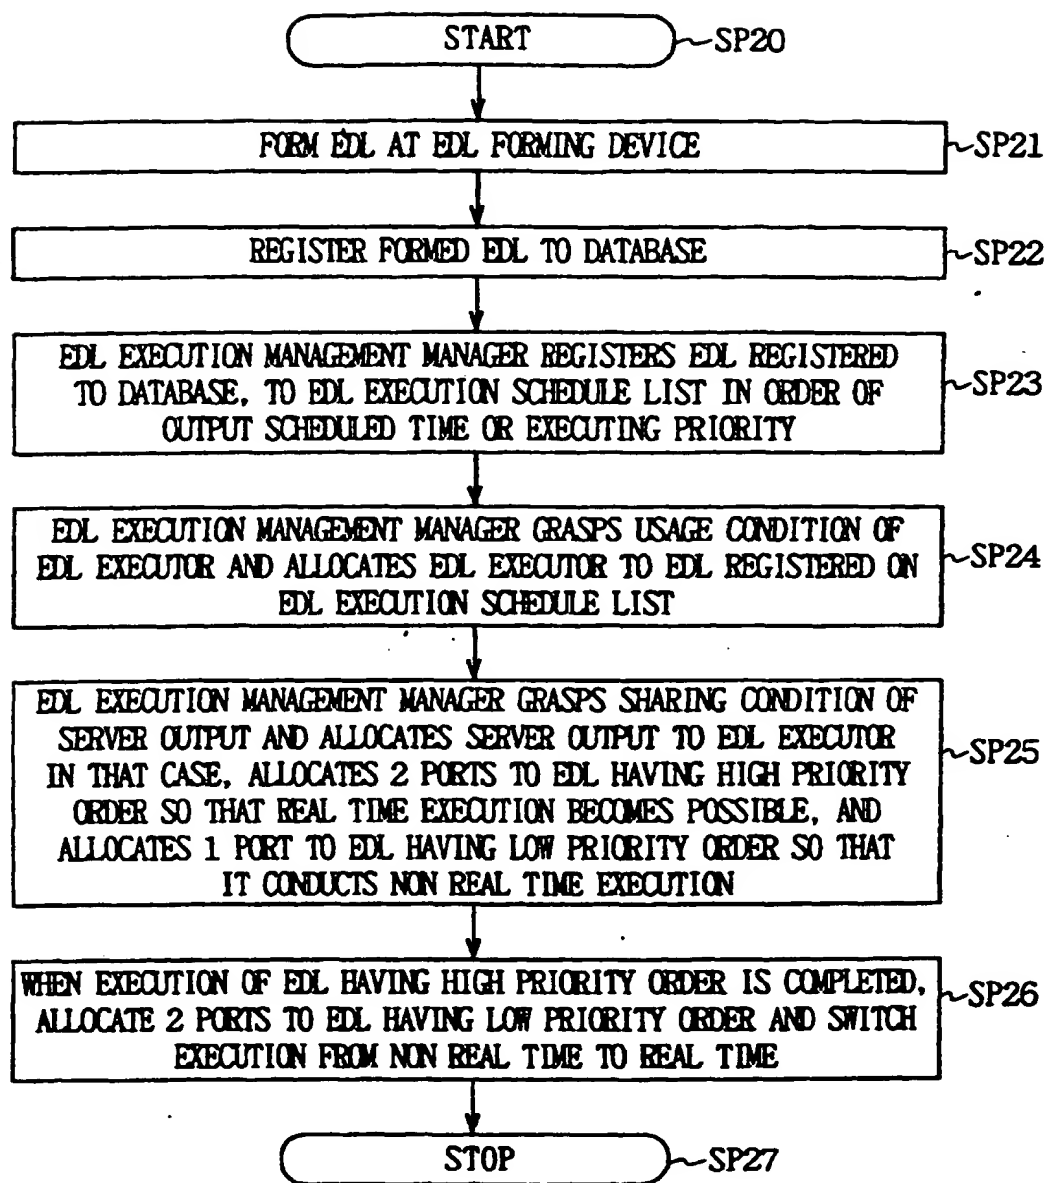 START
SP20
FORM EDL AT EDL FORMING DEVICE
SP21
REGISTER FORMED EDL TO DATABASE
SP22
EDL EXECUTION MANAGEMENT MANAGER REGISTERS EDL REGISTERED
TO DATABASE, TO EDL EXECUTION SCHEDULE LIST IN ORDER OF
OUTPUT SCHEDULED TIME OR EXECUTING PRIORITY
SP23
EDL EXECUTION MANAGEMENT MANAGER GRASPS USAGE CONDITION OF
EDL EXECUTOR AND ALLOCATES EDL EXECUTOR TO EDL REGISTERED ON
EDL EXECUTION SCHEDULE LIST
SP24
EDL EXECUTION MANAGEMENT MANAGER GRASPS SHARING CONDITION OF
SERVER OUTPUT AND ALLOCATES SERVER OUTPUT TO EDL EXECUTOR
IN THAT CASE, ALLOCATES 2 PORTS TO EDL HAVING HIGH PRIORITY
ORDER SO THAT REAL TIME EXECUTION BECOMES POSSIBLE, AND
ALLOCATES 1 PORT TO EDL HAVING LOW PRIORITY ORDER SO THAT
IT CONDUCTS NON REAL TIME EXECUTION
SP25
WHEN EXECUTION OF EDL HAVING HIGH PRIORITY ORDER IS COMPLETED,
ALLOCATE 2 PORTS TO EDL HAVING LOW PRIORITY ORDER AND SWITCH
EXECUTION FROM NON REAL TIME TO REAL TIME
SP26
STOP
SP27